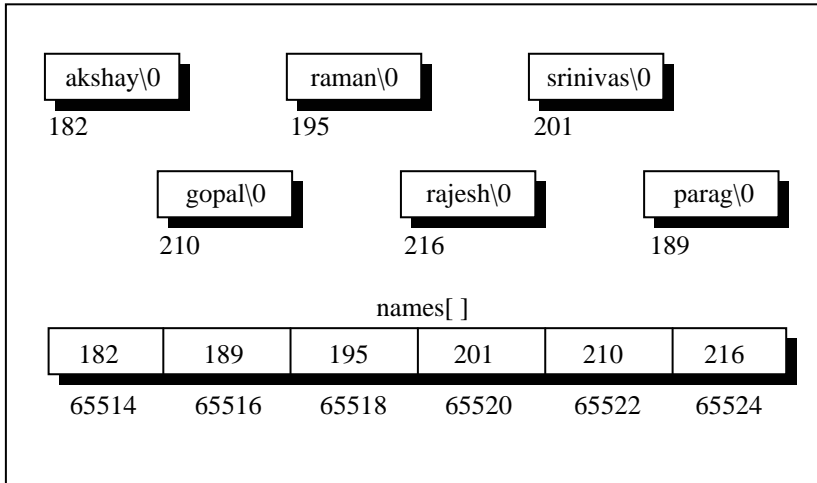 akshay\0 raman\0 srinivas\0
182 195 201
gopal\0 rajesh\0 parag\0
210 216 189
names[ ]
182 189 195 201 210 216
65514 65516 65518 65520 65522 65524